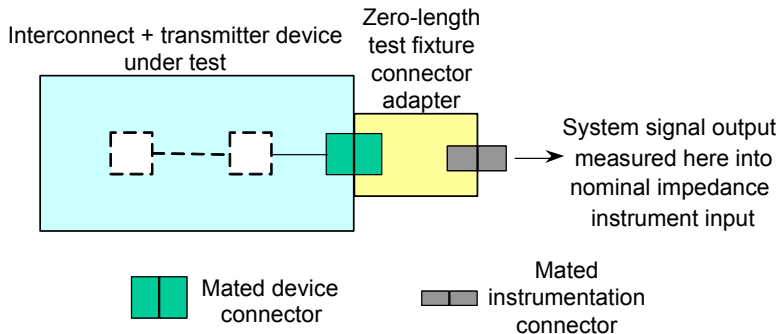 Interconnect + transmitter device
under test
Zero-length
test fixture
connector
adapter
System signal output
measured here into
nominal impedance
instrument input
Mated device
connector
Mated
instrumentation
connector